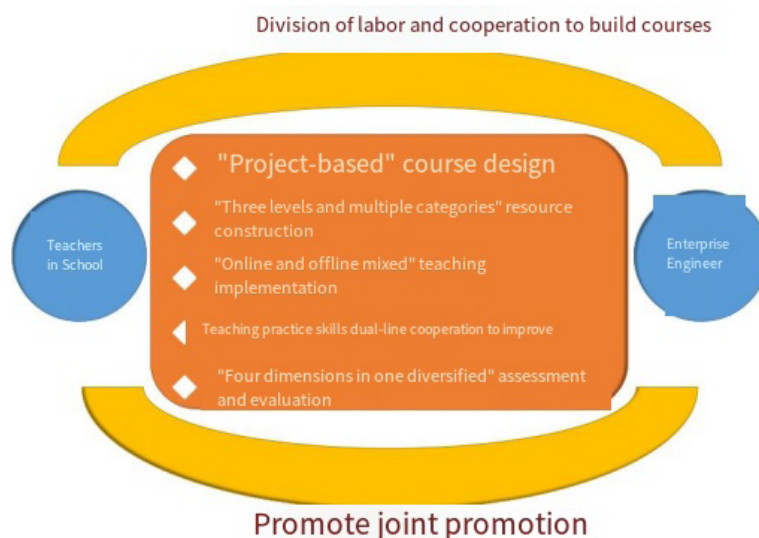 Division of labor and cooperation to build courses
"Project-based" course design
"Three levels and multiple categories" resource
construction
"Online and offline mixed" teaching
implementation
Teaching practice skills dual-line cooperation to improve
"Four dimensions in one diversified" assessment
and evaluation
Teachers
in School
Enterprise
Engineer
Promote joint promotion